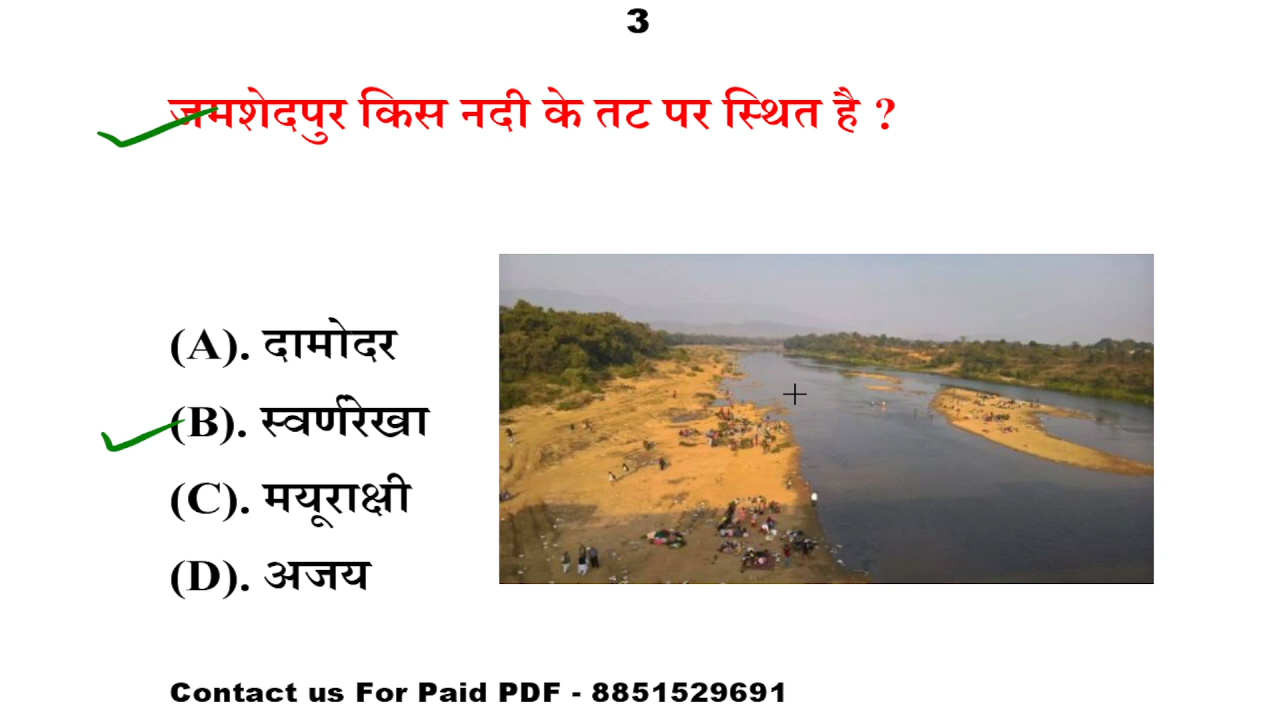 3
जमशेदपुर किस नदी के तट पर स्थित है ?
(A). दामोदर
(B). स्वर्णरेखा
(C). मयूराक्षी
(D). अजय
Contact us For Paid PDF - 8851529691